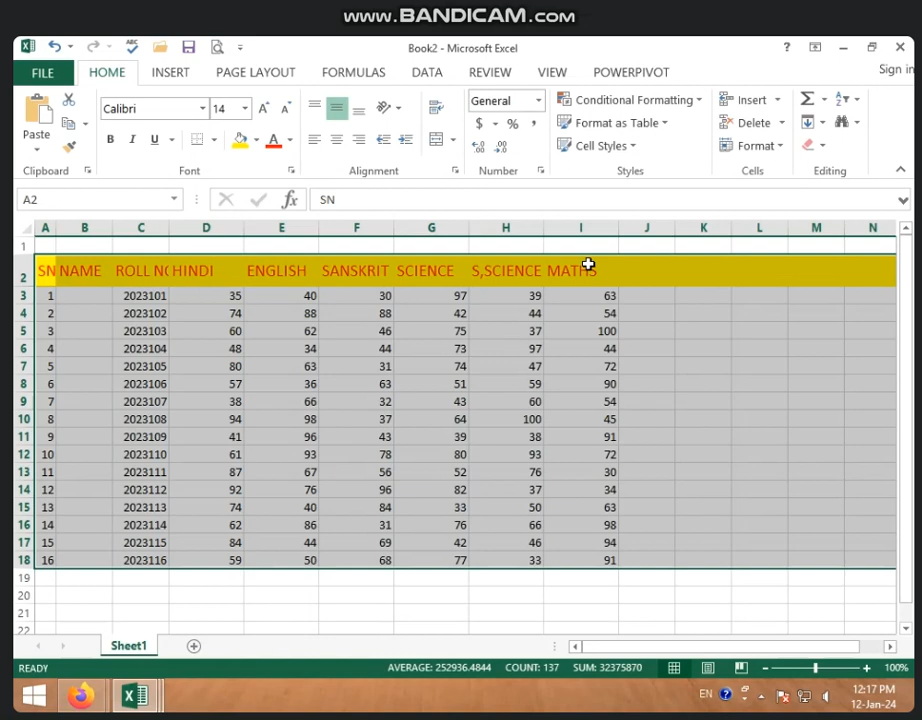 www.BANDICAM.com
Book2 - Microsoft Excel
FILE HOME INSERT PAGE LAYOUT FORMULAS DATA REVIEW VIEW POWERPIVOT Sign in
Paste Calibri 14 General Conditional Formatting Insert
$ % , Format as Table Delete
B I U A Cell Styles Format
Clipboard Font Alignment Number Styles Cells Editing
A2 fx SN
A B C D E F G H I J K L M N
1
2 SN NAME ROLL NO HINDI ENGLISH SANSKRIT SCIENCE S,SCIENCE MATHS
3 1 2023101 35 40 30 97 39 63
4 2 2023102 74 88 88 42 44 54
5 3 2023103 60 62 46 75 37 100
6 4 2023104 48 34 44 73 97 44
7 5 2023105 80 63 31 74 47 72
8 6 2023106 57 36 63 51 59 90
9 7 2023107 38 66 32 43 60 54
10 8 2023108 94 98 37 64 100 45
11 9 2023109 41 96 43 39 38 91
12 10 2023110 61 93 78 80 93 72
13 11 2023111 87 67 56 52 76 30
14 12 2023112 92 76 96 82 37 34
15 13 2023113 74 40 84 33 50 63
16 14 2023114 62 86 31 76 66 98
17 15 2023115 84 44 69 42 46 94
18 16 2023116 59 50 68 77 33 91
19
20
21
22
Sheet1
READY AVERAGE: 252936.4844 COUNT: 137 SUM: 32375870 100%
EN 12:17 PM
12-Jan-24